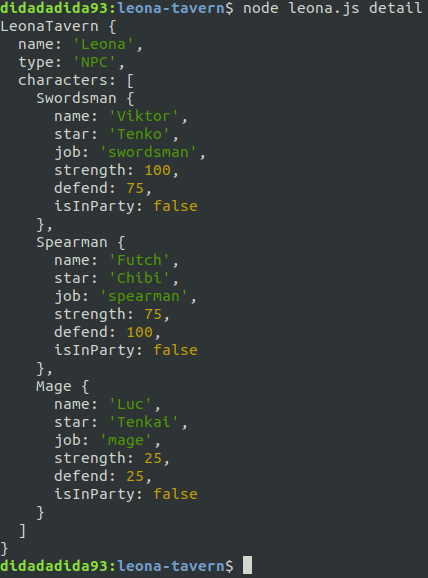 didadadida93:leona-tavern$ node leona.js detail
LeonaTavern {
  name: 'Leona',
  type: 'NPC',
  characters: [
    Swordsman {
      name: 'Viktor',
      star: 'Tenko',
      job: 'swordsman',
      strength: 100,
      defend: 75,
      isInParty: false
    },
    Spearman {
      name: 'Futch',
      star: 'Chibi',
      job: 'spearman',
      strength: 75,
      defend: 100,
      isInParty: false
    },
    Mage {
      name: 'Luc',
      star: 'Tenkai',
      job: 'mage',
      strength: 25,
      defend: 25,
      isInParty: false
    }
  ]
}
didadadida93:leona-tavern$